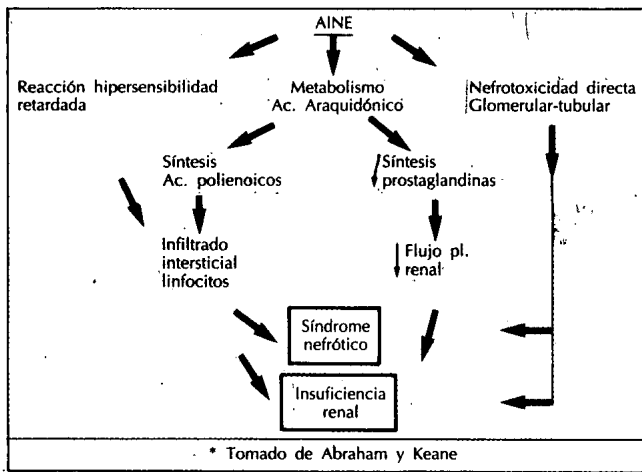 AINE
Reacción hipersensibilidad
retardada
Metabolismo
Ac. Araquidónico
Nefrotoxicidad directa
Glomerular-tubular
Síntesis
Ac. polienoicos
Síntesis
prostaglandinas
Infiltrado
intersticial
linfocitos
Flujo pl.
renal
Síndrome
nefrótico
Insuficiencia
renal
* Tomado de Abraham y Keane